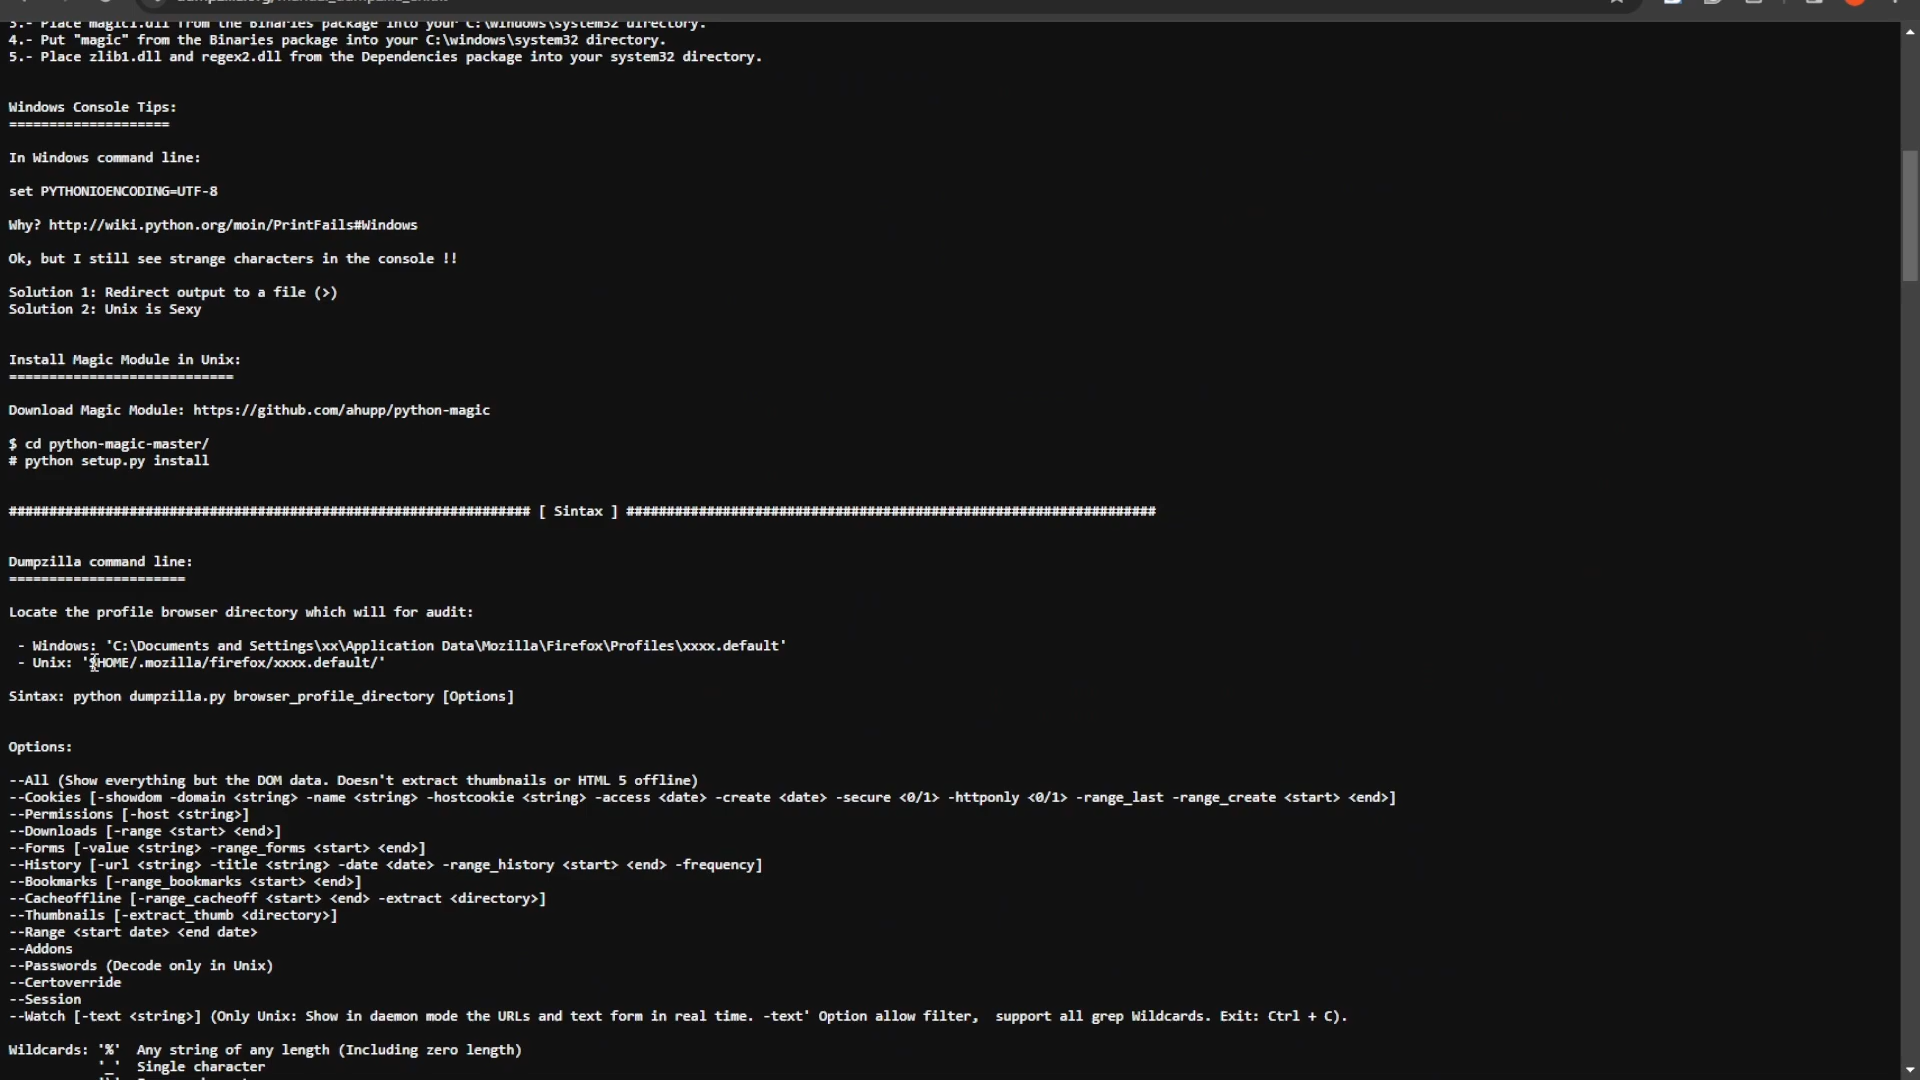 3.- Place magic1.dll from the Binaries package into your C:\windows\system32 directory.
4.- Put "magic" from the Binaries package into your C:\windows\system32 directory.
5.- Place zlib1.dll and regex2.dll from the Dependencies package into your system32 directory.
Windows Console Tips:
====================
In Windows command line:
set PYTHONIOENCODING=UTF-8
Why? http://wiki.python.org/moin/PrintFails#Windows
Ok, but I still see strange characters in the console !!
Solution 1: Redirect output to a file (>)
Solution 2: Unix is Sexy
Install Magic Module in Unix:
============================
Download Magic Module: https://github.com/ahupp/python-magic
$ cd python-magic-master/
# python setup.py install
################################################################# [ Sintax ] ##################################################################
Dumpzilla command line:
======================
Locate the profile browser directory which will for audit:
- Windows: 'C:\Documents and Settings\xx\Application Data\Mozilla\Firefox\Profiles\xxxx.default'
- Unix: '$HOME/.mozilla/firefox/xxxx.default/'
Sintax: python dumpzilla.py browser_profile_directory [Options]
Options:
--All (Show everything but the DOM data. Doesn't extract thumbnails or HTML 5 offline)
--Cookies [-showdom -domain <string> -name <string> -hostcookie <string> -access <date> -create <date> -secure <0/1> -httponly <0/1> -range_last -range_create <start> <end>]
--Permissions [-host <string>]
--Downloads [-range <start> <end>]
--Forms [-value <string> -range_forms <start> <end>]
--History [-url <string> -title <string> -date <date> -range_history <start> <end> -frequency]
--Bookmarks [-range_bookmarks <start> <end>]
--Cacheoffline [-range_cacheoff <start> <end> -extract <directory>]
--Thumbnails [-extract_thumb <directory>]
--Range <start date> <end date>
--Addons
--Passwords (Decode only in Unix)
--Certoverride
--Session
--Watch [-text <string>] (Only Unix: Show in daemon mode the URLs and text form in real time. -text' Option allow filter,  support all grep Wildcards. Exit: Ctrl + C).
Wildcards: '%'  Any string of any length (Including zero length)
'_'  Single character